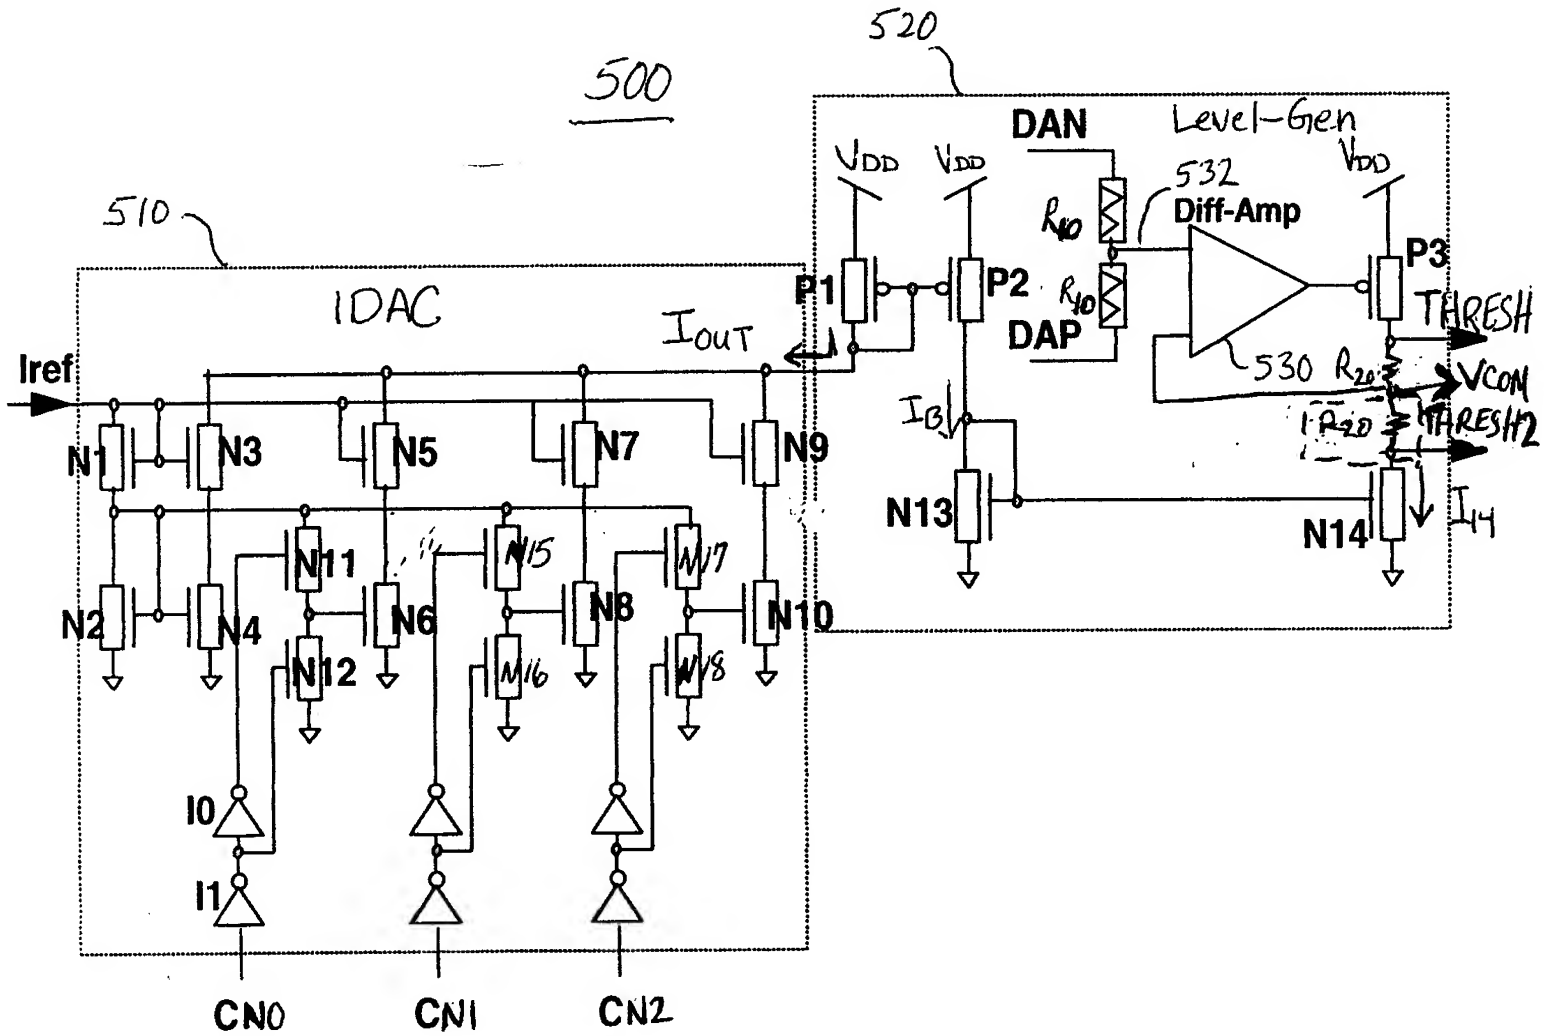 500
520
510
Level-Gen
DAN
VDD
VDD
VDD
532
Diff-Amp
R10
P1
P2
R10
P3
IDAC
IOUT
DAP
530
THRESH
Iref
R20
VCOM
IB
R20
THRESH2
N1
N3
N5
N7
N9
N13
N14
I14
N11
N15
N17
N2
N4
N6
N8
N10
N12
N16
N18
I0
I1
CN0
CN1
CN2